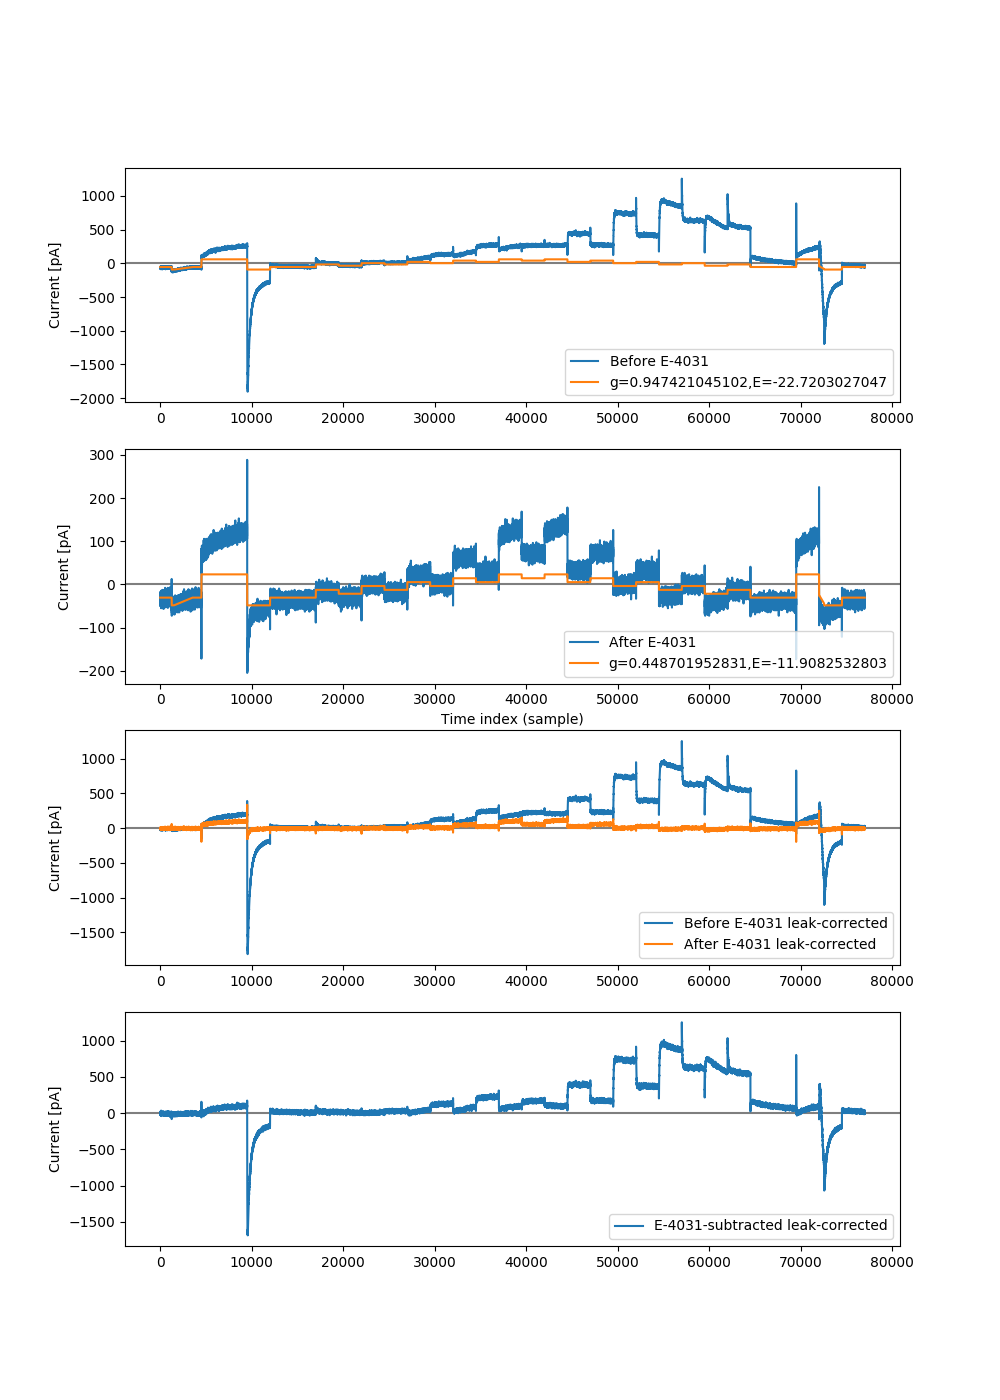 1000
500
0
−500
−1000
−1500
−2000
Current [pA]
Before E-4031
g=0.947421045102,E=-22.7203027047
0 10000 20000 30000 40000 50000 60000 70000 80000
300
200
100
0
−100
−200
Current [pA]
After E-4031
g=0.448701952831,E=-11.9082532803
0 10000 20000 30000 40000 50000 60000 70000 80000
Time index (sample)
1000
500
0
−500
−1000
−1500
Current [pA]
Before E-4031 leak-corrected
After E-4031 leak-corrected
0 10000 20000 30000 40000 50000 60000 70000 80000
1000
500
0
−500
−1000
−1500
Current [pA]
E-4031-subtracted leak-corrected
0 10000 20000 30000 40000 50000 60000 70000 80000